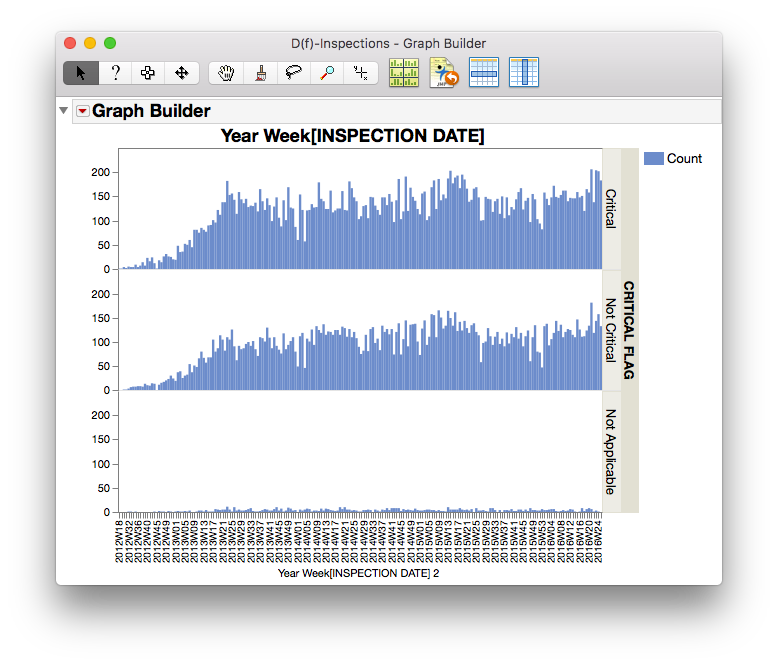 D(f)-Inspections - Graph Builder
?
JMP
Graph Builder
Year Week[INSPECTION DATE]
Count
200
150
100
50
0
Critical
200
150
100
50
0
Not Critical
200
150
100
50
0
Not Applicable
CRITICAL FLAG
2012W18
2012W32
2012W36
2012W40
2012W45
2012W49
2013W01
2013W05
2013W09
2013W13
2013W17
2013W21
2013W25
2013W29
2013W33
2013W37
2013W41
2013W45
2013W49
2014W01
2014W05
2014W09
2014W13
2014W17
2014W21
2014W25
2014W29
2014W33
2014W37
2014W41
2014W45
2014W49
2015W01
2015W05
2015W09
2015W13
2015W17
2015W21
2015W25
2015W29
2015W33
2015W37
2015W41
2015W45
2015W49
2015W53
2016W04
2016W08
2016W12
2016W16
2016W20
2016W24
Year Week[INSPECTION DATE] 2